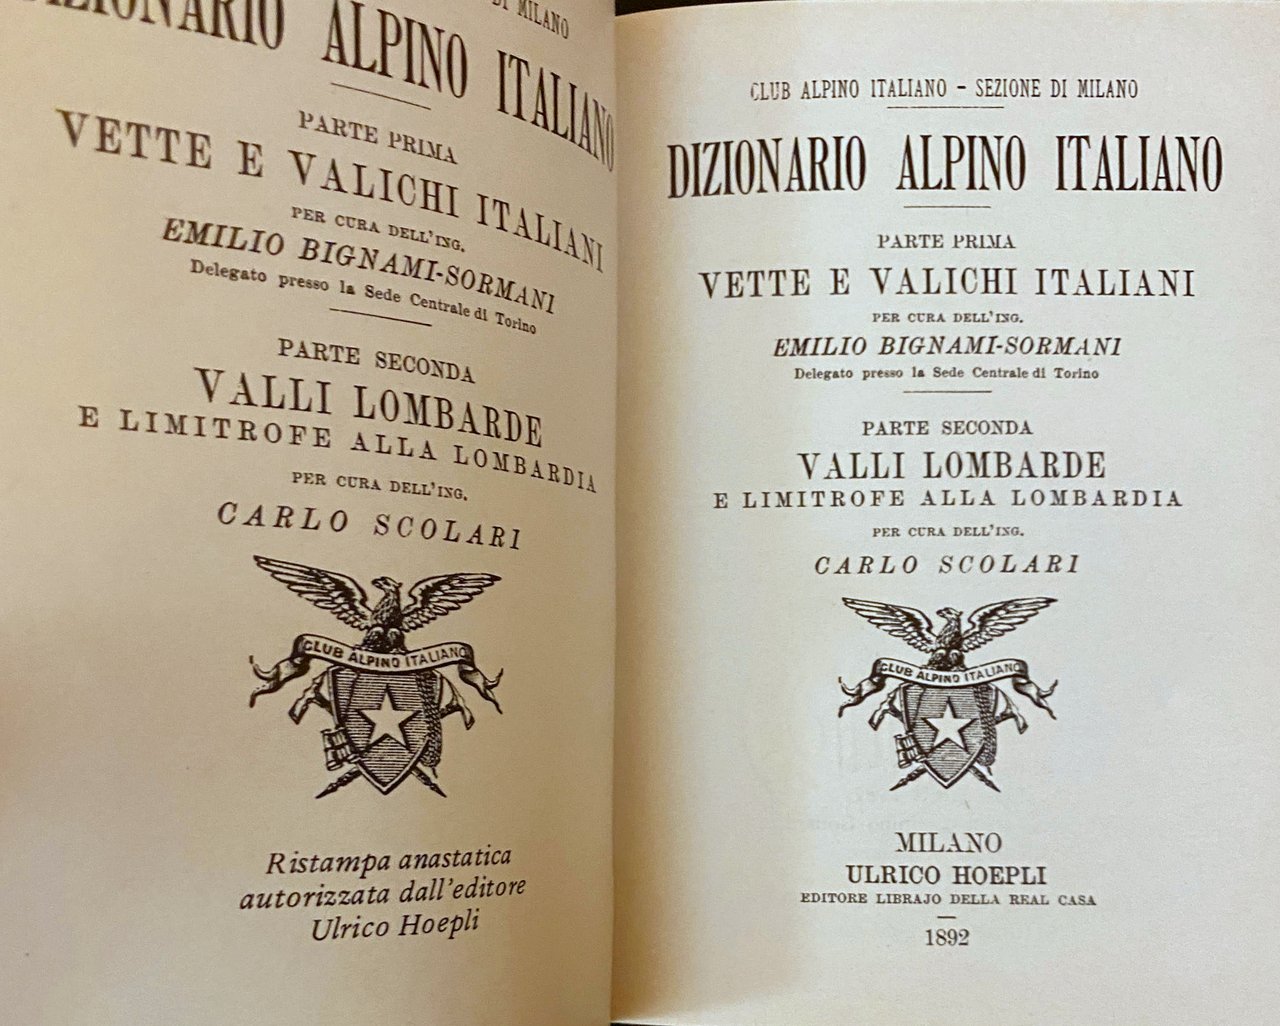 DI MILANO
DIZIONARIO ALPINO ITALIANO
PARTE PRIMA
VETTE E VALICHI ITALIANI
PER CURA DELL'ING.
EMILIO BIGNAMI-SORMANI
Delegato presso la Sede Centrale di Torino
PARTE SECONDA
VALLI LOMBARDE
E LIMITROFE ALLA LOMBARDIA
PER CURA DELL'ING.
CARLO SCOLARI
CLUB ALPINO ITALIANO
Ristampa anastatica
autorizzata dall'editore
Ulrico Hoepli
CLUB ALPINO ITALIANO - SEZIONE DI MILANO
DIZIONARIO ALPINO ITALIANO
PARTE PRIMA
VETTE E VALICHI ITALIANI
PER CURA DELL'ING.
EMILIO BIGNAMI-SORMANI
Delegato presso la Sede Centrale di Torino
PARTE SECONDA
VALLI LOMBARDE
E LIMITROFE ALLA LOMBARDIA
PER CURA DELL'ING.
CARLO SCOLARI
CLUB ALPINO ITALIANO
MILANO
ULRICO HOEPLI
EDITORE LIBRAJO DELLA REAL CASA
1892